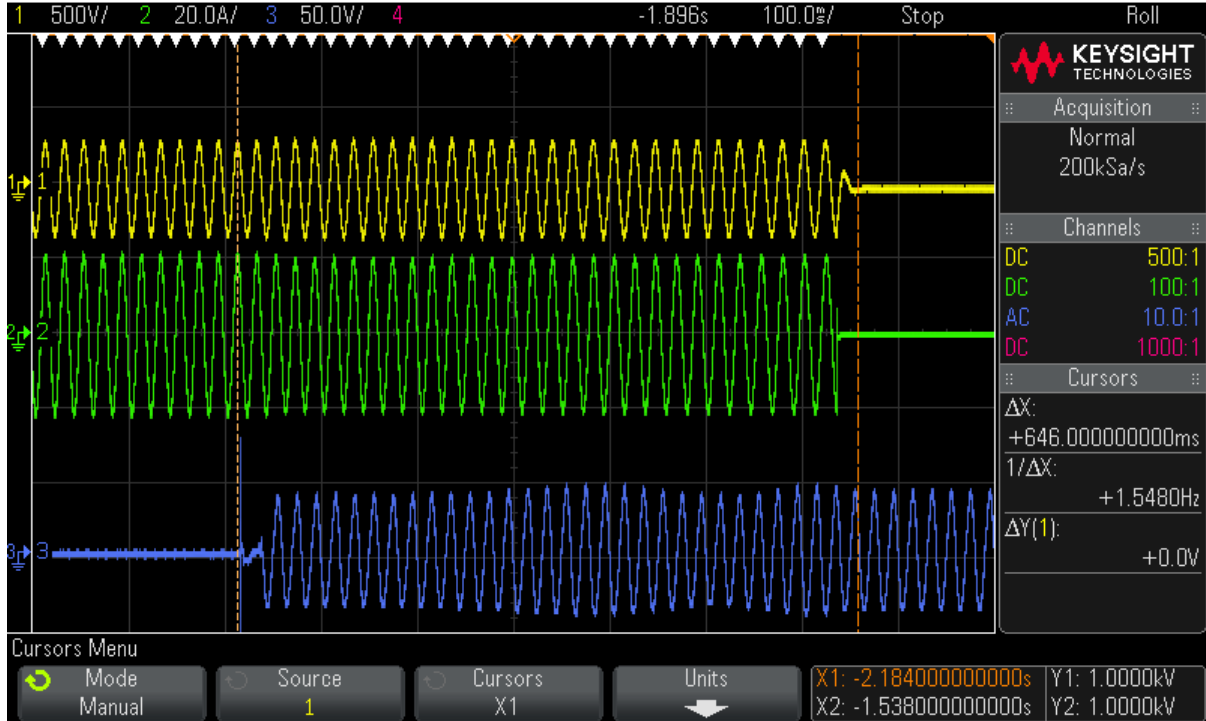 1 500V/ 2 20.0A/ 3 50.0V/ 4 -1.896s 100.0ms/ Stop Roll
KEYSIGHT
TECHNOLOGIES
Acquisition
Normal
200kSa/s
Channels
DC 500:1
DC 100:1
AC 10.0:1
DC 1000:1
Cursors
ΔX:
+646.000000000ms
1/ΔX:
+1.5480Hz
ΔY(1):
+0.0V
1 1
2 2
3 3
Cursors Menu
Mode
Manual
Source
1
Cursors
X1
Units
X1: -2.184000000000s Y1: 1.0000kV
X2: -1.538000000000s Y2: 1.0000kV